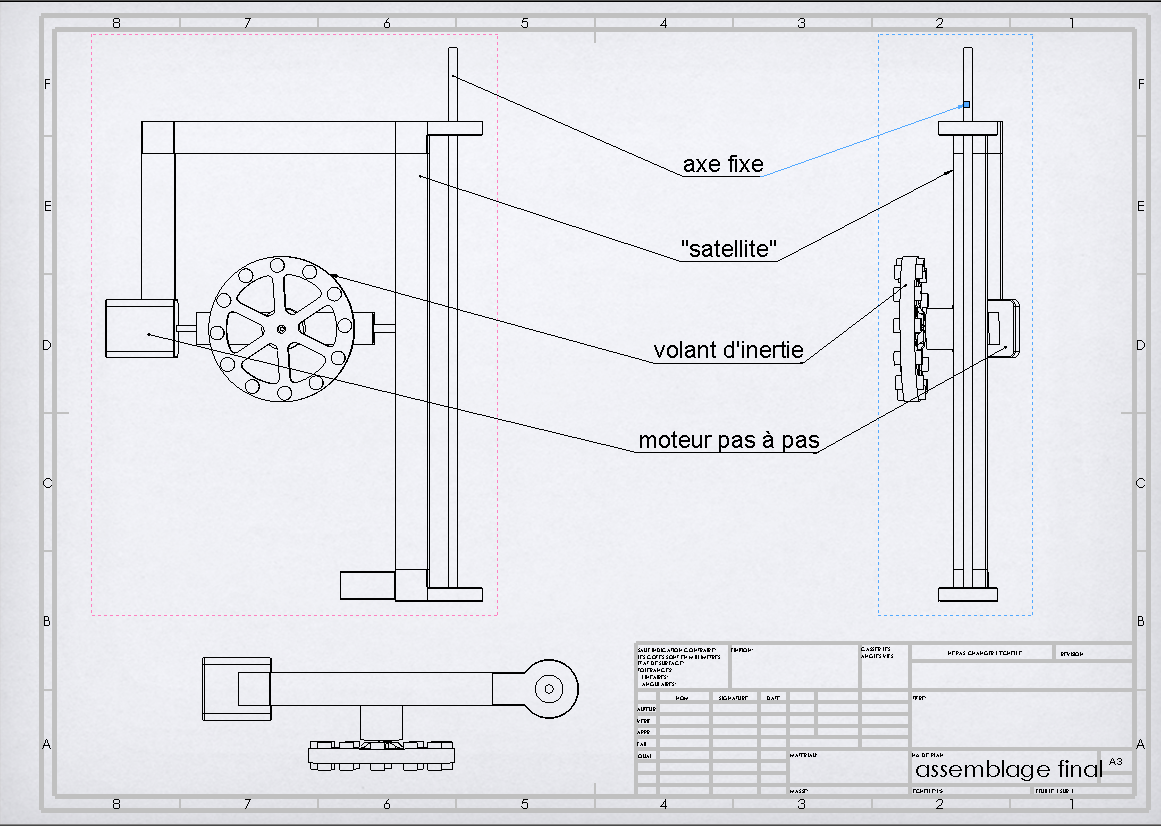 8 7 6 5 4 3 2 1
F F
axe fixe
E E
"satellite"
D D
volant d'inertie
moteur pas à pas
C C
B B
SAUF INDICATION CONTRAIRE:
LES COTES SONT EN MILLIMETRES
ETAT DE SURFACE:
TOLERANCES:
LINEAIRES:
ANGULAIRES:
FINITION:
CASSER LES
ANGLES VIFS
NE PAS CHANGER L'ECHELLE
REVISION
NOM SIGNATURE DATE
TITRE:
AUTEUR
VERIF.
APPR.
FAB.
QUAL.
MATERIAU:
No. DE PLAN
A A
assemblage final
A3
MASSE:
ECHELLE:1:5
FEUILLE 1 SUR 1
8 7 6 5 4 3 2 1